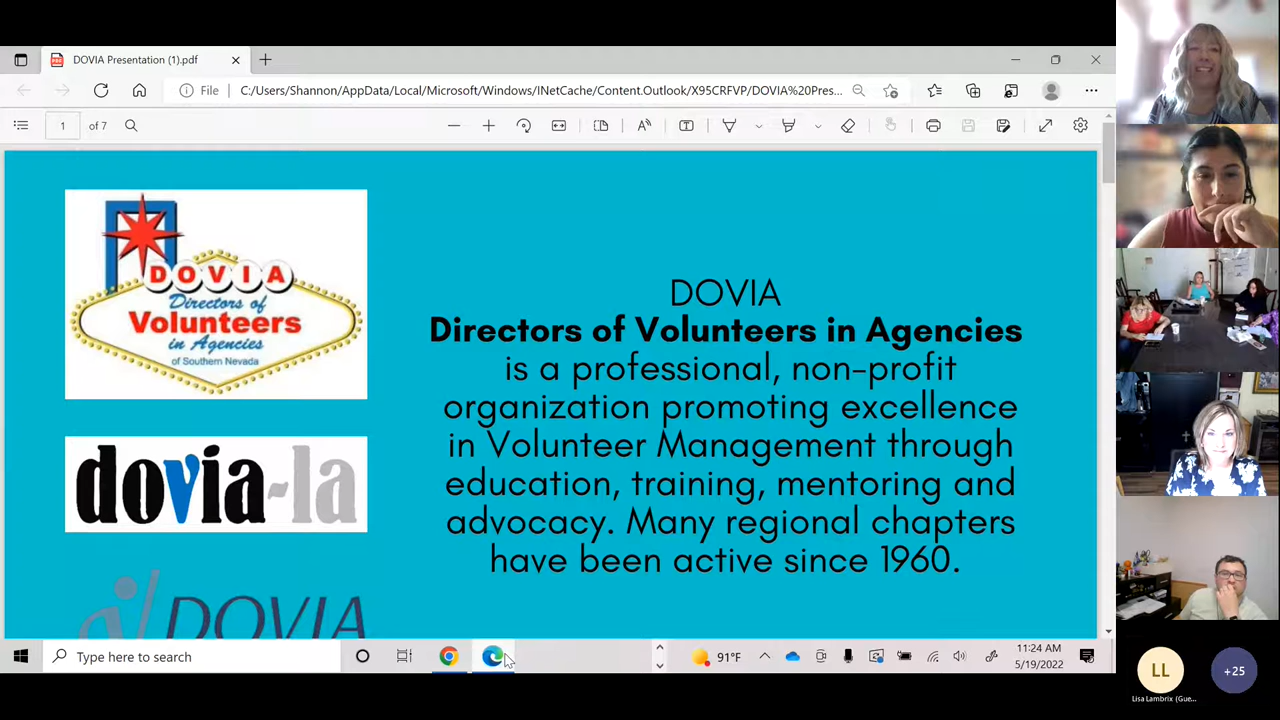 DOVIA Presentation (1).pdf
File
C:/Users/Shannon/AppData/Local/Microsoft/Windows/INetCache/Content.Outlook/X95CRFVP/DOVIA%20Pres...
1 of 7
DOVIA
Directors of
Volunteers
in Agencies
of Southern Nevada
dovia-la
DOVIA
DOVIA
Directors of Volunteers in Agencies
is a professional, non-profit
organization promoting excellence
in Volunteer Management through
education, training, mentoring and
advocacy. Many regional chapters
have been active since 1960.
Type here to search
91°F
11:24 AM
5/19/2022
LL
Lisa Lambrix (Gue...
+25